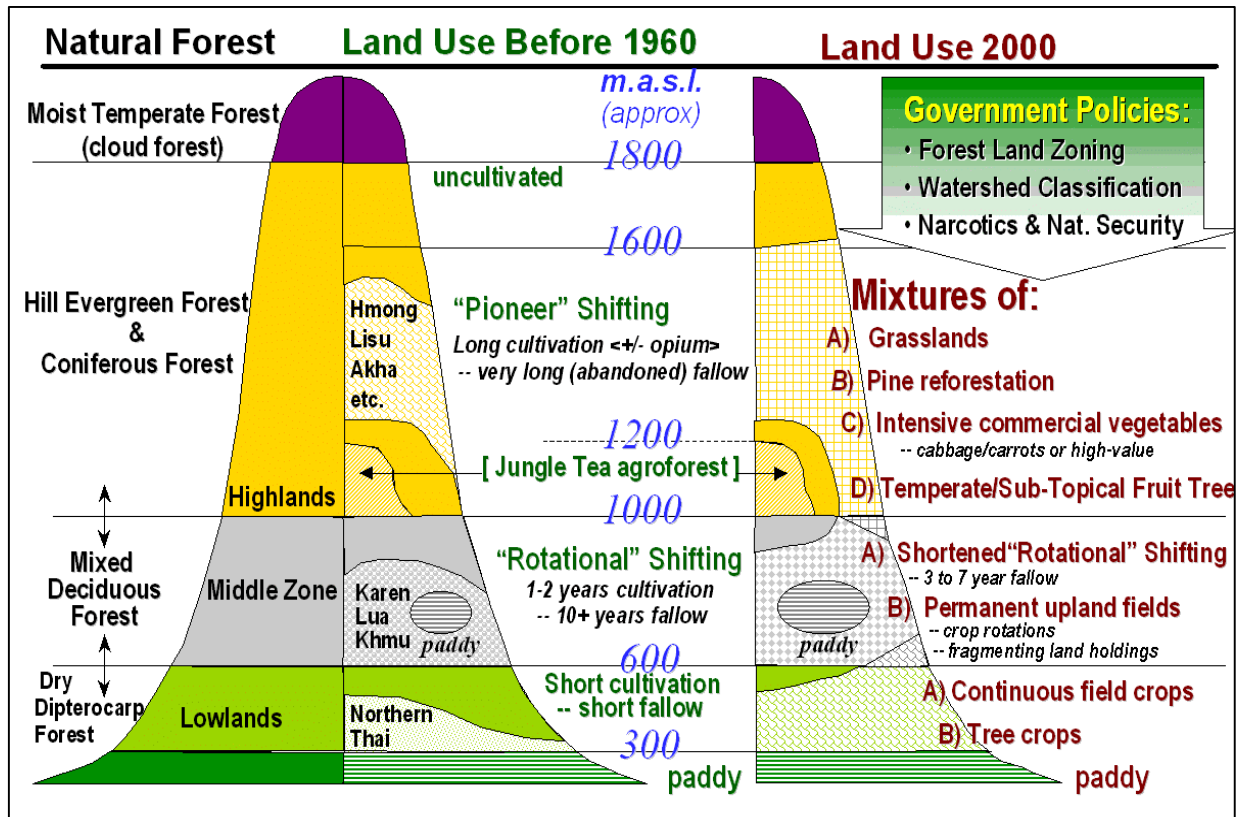 Natural Forest
Land Use Before 1960
Land Use 2000
m.a.s.l.
(approx)
Moist Temperate Forest
(cloud forest)
1800
uncultivated
Government Policies:
• Forest Land Zoning
• Watershed Classification
• Narcotics & Nat. Security
1600
Hill Evergreen Forest
&
Coniferous Forest
Hmong
Lisu
Akha
etc.
“Pioneer” Shifting
Long cultivation <+/- opium>
-- very long (abandoned) fallow
Mixtures of:
A) Grasslands
B) Pine reforestation
C) Intensive commercial vegetables
-- cabbage/carrots or high-value
D) Temperate/Sub-Topical Fruit Tree
1200
[ Jungle Tea agroforest ]
Highlands
1000
Mixed
Deciduous
Forest
Middle Zone
Karen
Lua
Khmu
paddy
“Rotational” Shifting
1-2 years cultivation
-- 10+ years fallow
paddy
A) Shortened“Rotational” Shifting
-- 3 to 7 year fallow
B) Permanent upland fields
-- crop rotations
-- fragmenting land holdings
600
Dry
Dipterocarp
Forest
Lowlands
Northern
Thai
Short cultivation
-- short fallow
A) Continuous field crops
B) Tree crops
300
paddy
paddy